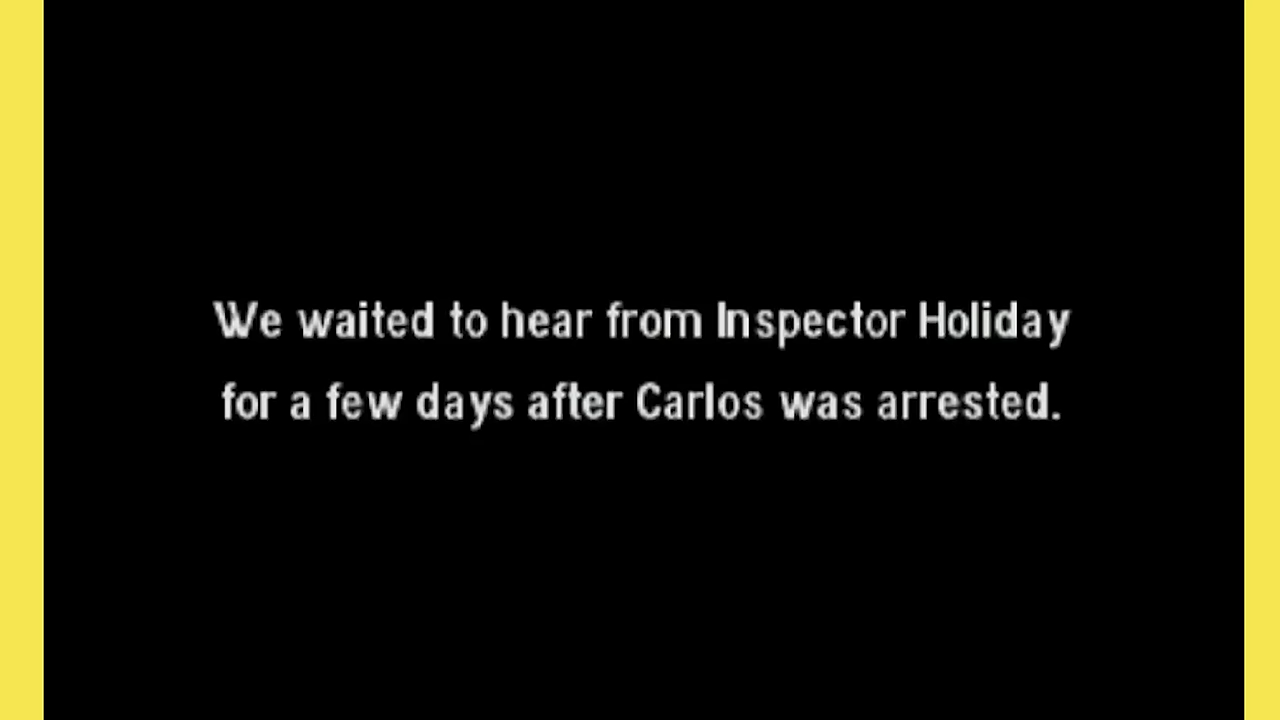 We waited to hear from Inspector Holiday
for a few days after Carlos was arrested.